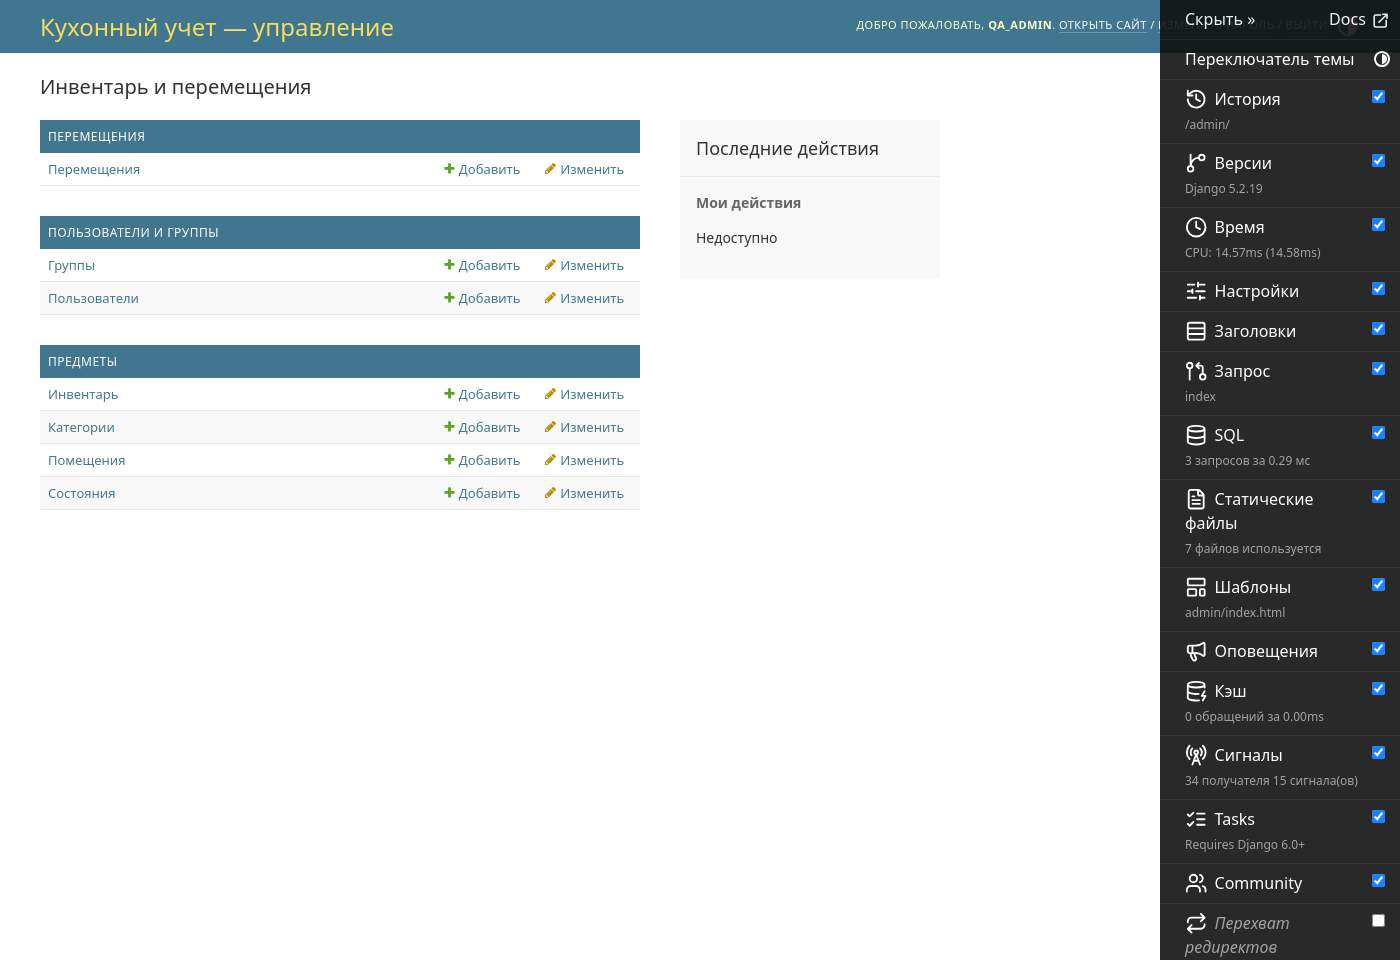 Кухонный учет — управление
ДОБРО ПОЖАЛОВАТЬ, QA_ADMIN. ОТКРЫТЬ САЙТ /
Инвентарь и перемещения
ПЕРЕМЕЩЕНИЯ
Перемещения Добавить Изменить
ПОЛЬЗОВАТЕЛИ И ГРУППЫ
Группы Добавить Изменить
Пользователи Добавить Изменить
ПРЕДМЕТЫ
Инвентарь Добавить Изменить
Категории Добавить Изменить
Помещения Добавить Изменить
Состояния Добавить Изменить
Последние действия
Мои действия
Недоступно
Скрыть » Docs
Переключатель темы
История
/admin/
Версии
Django 5.2.19
Время
CPU: 14.57ms (14.58ms)
Настройки
Заголовки
Запрос
index
SQL
3 запросов за 0.29 мс
Статические
файлы
7 файлов используется
Шаблоны
admin/index.html
Оповещения
Кэш
0 обращений за 0.00ms
Сигналы
34 получателя 15 сигнала(ов)
Tasks
Requires Django 6.0+
Community
Перехват
редиректов